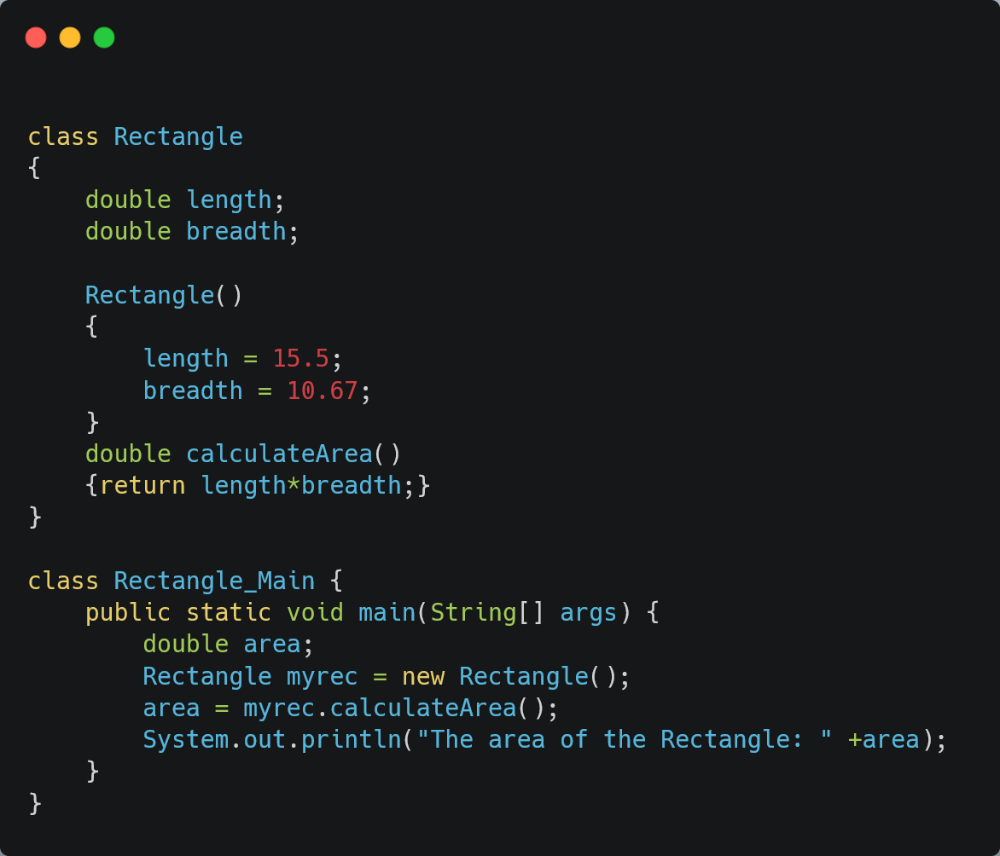 class Rectangle
{
    double length;
    double breadth;

    Rectangle()
    {
        length = 15.5;
        breadth = 10.67;
    }
    double calculateArea()
    {return length*breadth;}
}

class Rectangle_Main {
    public static void main(String[] args) {
        double area;
        Rectangle myrec = new Rectangle();
        area = myrec.calculateArea();
        System.out.println("The area of the Rectangle: " +area);
    }
}